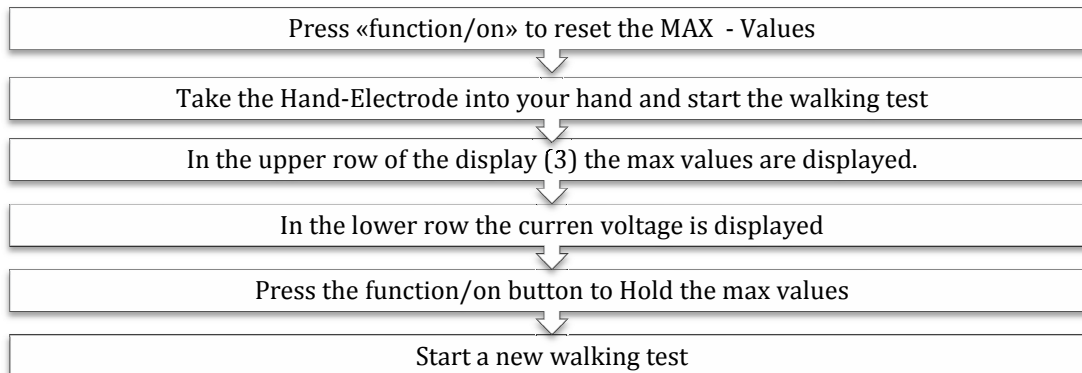 Press «function/on» to reset the MAX - Values
Take the Hand-Electrode into your hand and start the walking test
In the upper row of the display (3) the max values are displayed.
In the lower row the curren voltage is displayed
Press the function/on button to Hold the max values
Start a new walking test